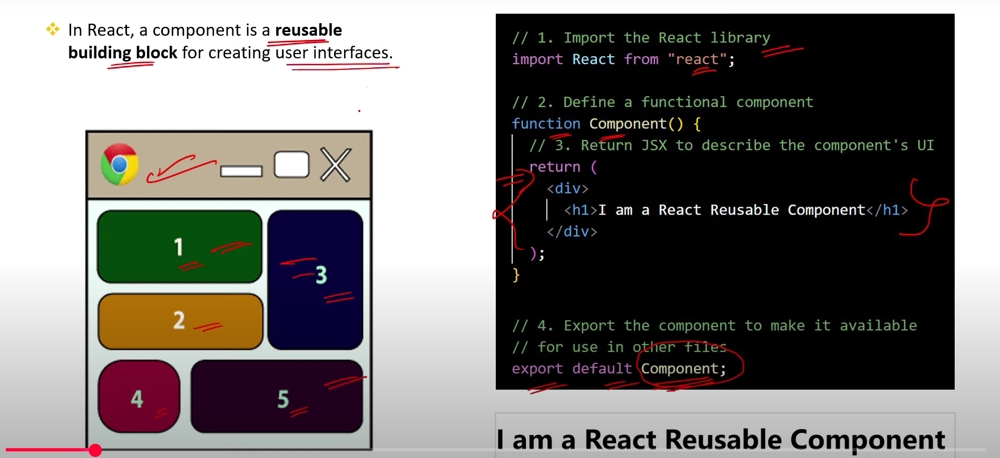 In React, a component is a reusable
building block for creating user interfaces.
1
2
3
4
5
// 1. Import the React library
import React from "react";
// 2. Define a functional component
function Component() {
// 3. Return JSX to describe the component's UI
return (
<div>
<h1>I am a React Reusable Component</h1>
</div>
);
}
// 4. Export the component to make it available
// for use in other files
export default Component;
I am a React Reusable Component